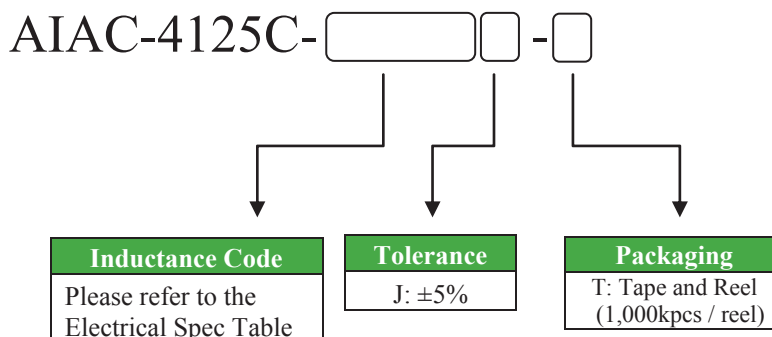 AIAC-4125C- -
Inductance Code
Please refer to the
Electrical Spec Table
Tolerance
J: ±5%
Packaging
T: Tape and Reel
(1,000kpcs / reel)